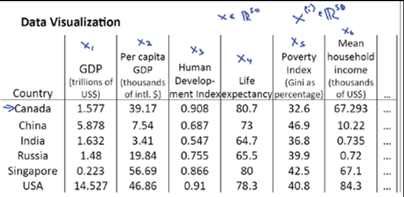 Data Visualization
x ∈ ℝ⁵⁰
x⁽ⁱ⁾ ∈ ℝ⁵⁰
X₁ X₂ X₃ X₄ X₅ X₆
Mean
Per capita Poverty household
GDP GDP Human Index income
(trillions of (thousands Develop- Life (Gini as (thousands
Country US$) of intl. $) ment Index expectancy percentage) of US$) ...
→Canada 1.577 39.17 0.908 80.7 32.6 67.293 ...
China 5.878 7.54 0.687 73 46.9 10.22 ...
India 1.632 3.41 0.547 64.7 36.8 0.735 ...
Russia 1.48 19.84 0.755 65.5 39.9 0.72 ...
Singapore 0.223 56.69 0.866 80 42.5 67.1 ...
USA 14.527 46.86 0.91 78.3 40.8 84.3 ...